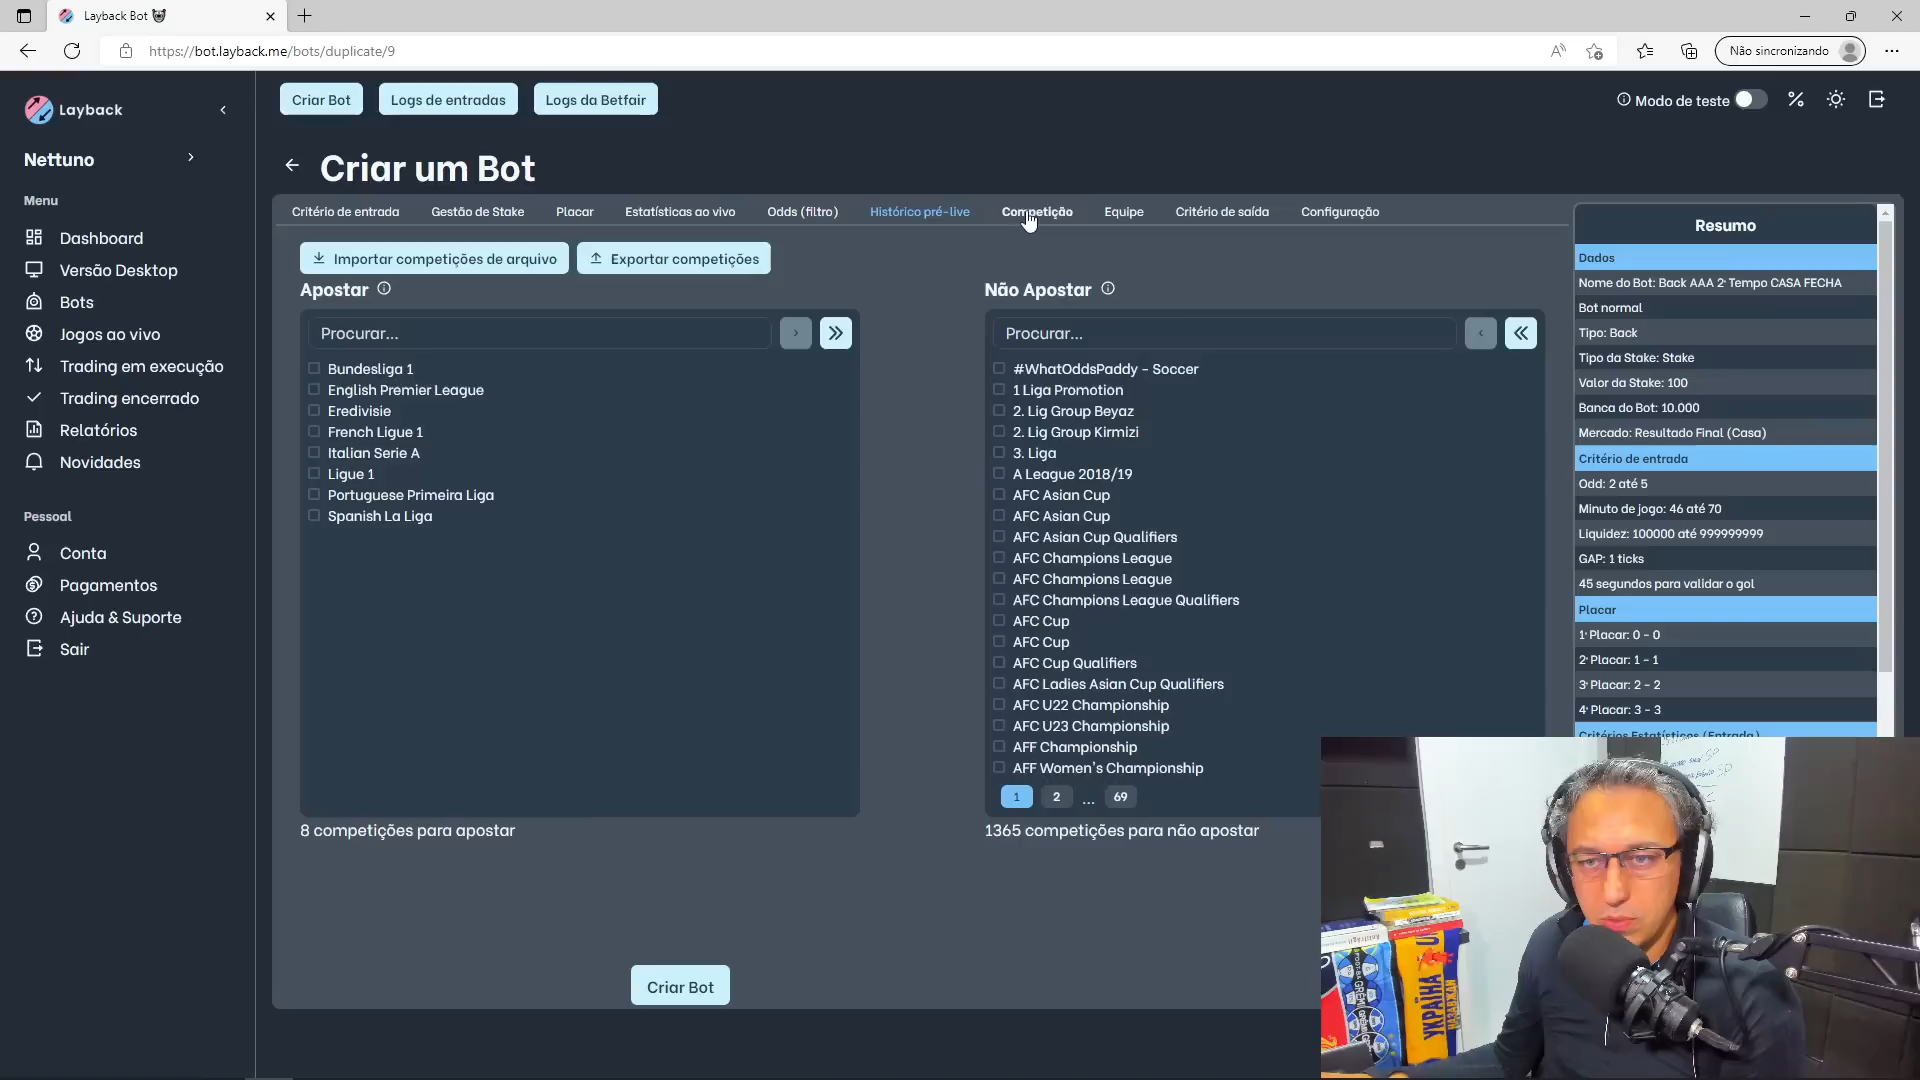 Layback Bot
https://bot.layback.me/bots/duplicate/9
Não sincronizando
Layback
Criar Bot
Logs de entradas
Logs da Betfair
Modo de teste
Nettuno
Criar um Bot
Menu
Dashboard
Versão Desktop
Bots
Jogos ao vivo
Trading em execução
Trading encerrado
Relatórios
Novidades
Pessoal
Conta
Pagamentos
Ajuda & Suporte
Sair
Critério de entrada
Gestão de Stake
Placar
Estatísticas ao vivo
Odds (filtro)
Histórico pré-live
Competição
Equipe
Critério de saída
Configuração
Importar competições de arquivo
Exportar competições
Apostar
Procurar...
Bundesliga 1
English Premier League
Eredivisie
French Ligue 1
Italian Serie A
Ligue 1
Portuguese Primeira Liga
Spanish La Liga
8 competições para apostar
Não Apostar
Procurar...
#WhatOddsPaddy - Soccer
1 Liga Promotion
2. Lig Group Beyaz
2. Lig Group Kirmizi
3. Liga
A League 2018/19
AFC Asian Cup
AFC Asian Cup
AFC Asian Cup Qualifiers
AFC Champions League
AFC Champions League
AFC Champions League Qualifiers
AFC Cup
AFC Cup
AFC Cup Qualifiers
AFC Ladies Asian Cup Qualifiers
AFC U22 Championship
AFC U23 Championship
AFF Championship
AFF Women's Championship
1 2 ... 69
1365 competições para não apostar
Criar Bot
Resumo
Dados
Nome do Bot: Back AAA 2º Tempo CASA FECHA
Bot normal
Tipo: Back
Tipo da Stake: Stake
Valor da Stake: 100
Banca do Bot: 10.000
Mercado: Resultado Final (Casa)
Critério de entrada
Odd: 2 até 5
Minuto de jogo: 46 até 70
Liquidez: 100000 até 999999999
GAP: 1 ticks
45 segundos para validar o gol
Placar
1º Placar: 0 - 0
2º Placar: 1 - 1
3º Placar: 2 - 2
4º Placar: 3 - 3
Critérios Estatísticos (Entrada)
УКРАЇНА